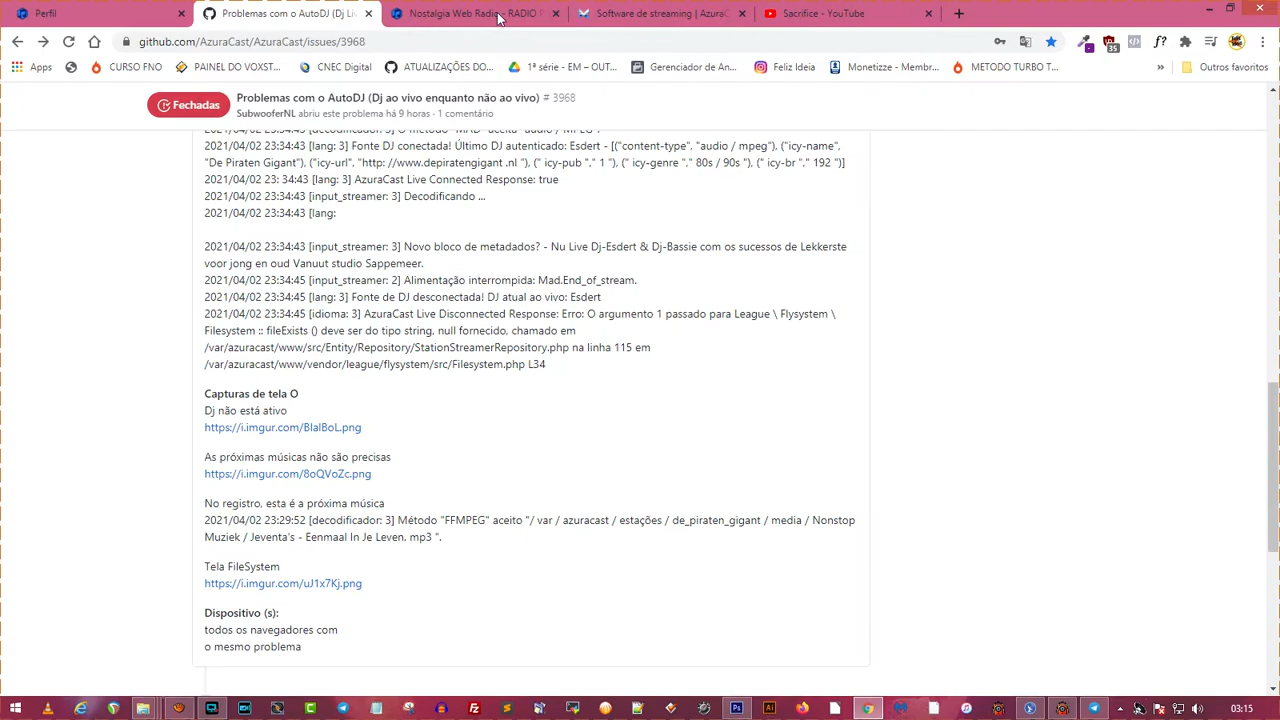 Perfil
Problemas com o AutoDJ (Dj Li
Nostalgia Web Radio - RADIO P
Software de streaming | AzuraC
Sacrifice - YouTube
github.com/AzuraCast/AzuraCast/issues/3968
35
f?
Apps
CURSO FNO
PAINEL DO VOXST...
CNEC Digital
ATUALIZAÇÕES DO...
1ª série - EM – OUT...
Gerenciador de An...
Feliz Ideia
Monetizze - Membr...
METODO TURBO T...
»
Outros favoritos
Fechadas
Problemas com o AutoDJ (Dj ao vivo enquanto não ao vivo) # 3968
SubwooferNL abriu este problema há 9 horas · 1 comentário
2021/04/02 23:34:43 [decodificador: 3] O método "MAD" aceita "audio / MPEG".
2021/04/02 23:34:43 [lang: 3] Fonte DJ conectada! Último DJ autenticado: Esdert - [("content-type", "audio / mpeg"), ("icy-name",
"De Piraten Gigant"), ("icy-url", "http: //www.depiratengigant .nl "), (" icy-pub "," 1 "), (" icy-genre "," 80s / 90s "), (" icy-br "," 192 ")]
2021/04/02 23: 34:43 [lang: 3] AzuraCast Live Connected Response: true
2021/04/02 23:34:43 [input_streamer: 3] Decodificando ...
2021/04/02 23:34:43 [lang:
2021/04/02 23:34:43 [input_streamer: 3] Novo bloco de metadados? - Nu Live Dj-Esdert & Dj-Bassie com os sucessos de Lekkerste
voor jong en oud Vanuut studio Sappemeer.
2021/04/02 23:34:45 [input_streamer: 2] Alimentação interrompida: Mad.End_of_stream.
2021/04/02 23:34:45 [lang: 3] Fonte de DJ desconectada! DJ atual ao vivo: Esdert
2021/04/02 23:34:45 [idioma: 3] AzuraCast Live Disconnected Response: Erro: O argumento 1 passado para League \ Flysystem \
Filesystem :: fileExists () deve ser do tipo string, null fornecido, chamado em
/var/azuracast/www/src/Entity/Repository/StationStreamerRepository.php na linha 115 em
/var/azuracast/www/vendor/league/flysystem/src/Filesystem.php L34
Capturas de tela O
Dj não está ativo
https://i.imgur.com/BIalBoL.png
As próximas músicas não são precisas
https://i.imgur.com/8oQVoZc.png
No registro, esta é a próxima música
2021/04/02 23:29:52 [decodificador: 3] Método "FFMPEG" aceito "/ var / azuracast / estações / de_piraten_gigant / media / Nonstop
Muziek / Jeventa's - Eenmaal In Je Leven. mp3 ".
Tela FileSystem
https://i.imgur.com/uJ1x7Kj.png
Dispositivo (s):
todos os navegadores com
o mesmo problema
03:15